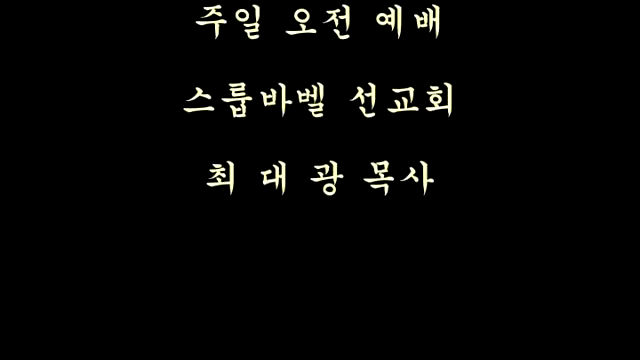 주일 오전 예배
스룹바벨 선교회
최 대 광 목사